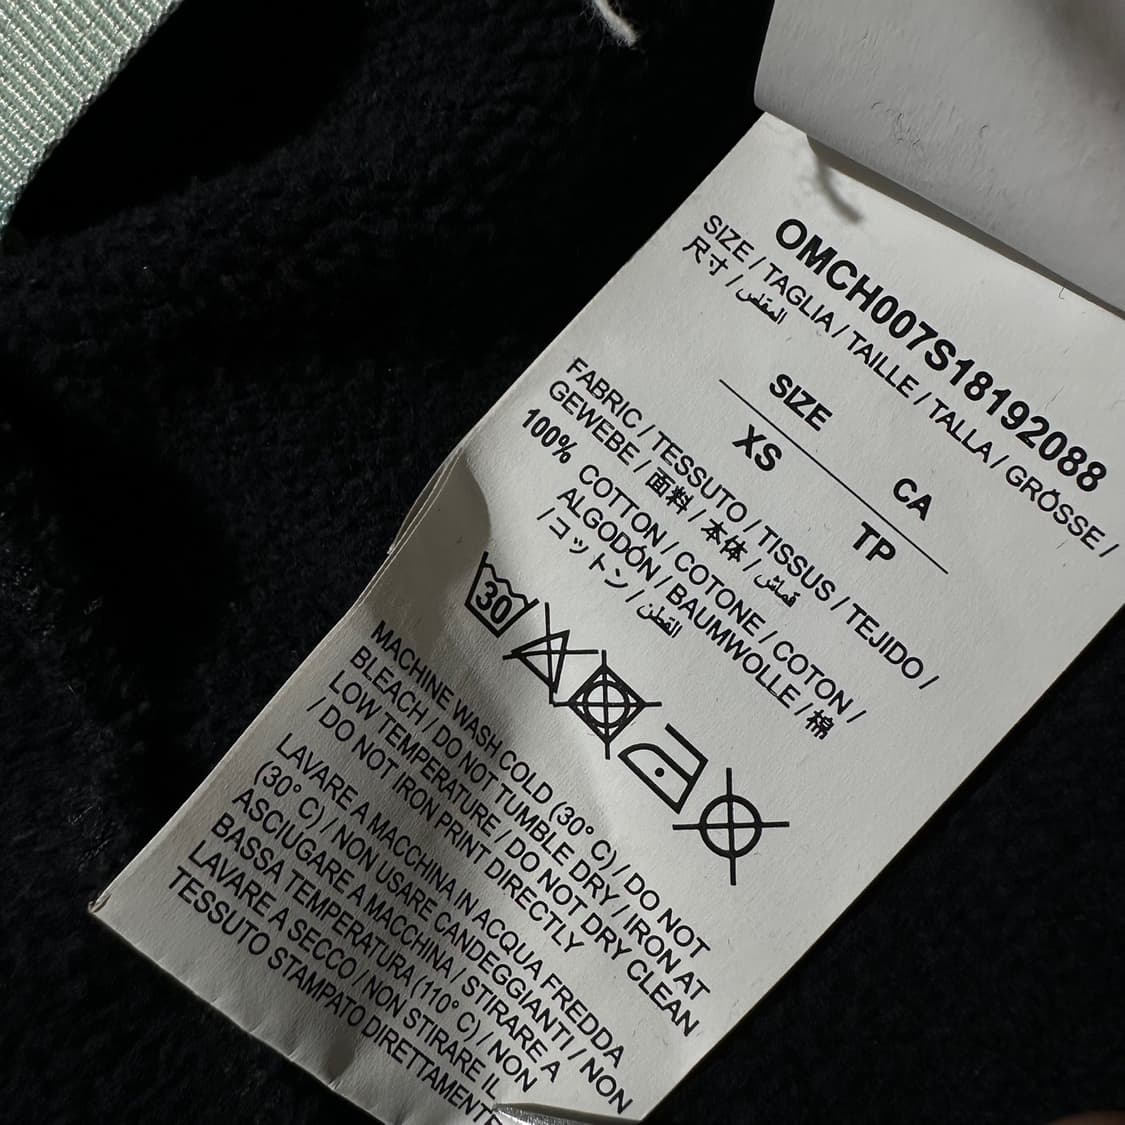 OMCH007S18192088
SIZE / TAGLIA / TAILLE / TALLA / GRÖSSE /
尺寸 / المقاس
SIZE CA
XS TP
FABRIC / TESSUTO / TISSUS / TEJIDO /
GEWEBE / 面料 / 本体 / قماش
100% COTTON / COTONE / COTON /
ALGODÓN / BAUMWOLLE / 棉
/ コットン / القطن
30
MACHINE WASH COLD (30° C) / DO NOT
BLEACH / DO NOT TUMBLE DRY / IRON AT
LOW TEMPERATURE / DO NOT DRY CLEAN
/ DO NOT IRON PRINT DIRECTLY
LAVARE A MACCHINA IN ACQUA FREDDA
(30° C) / NON USARE CANDEGGIANTI / NON
ASCIUGARE A MACCHINA / STIRARE A
BASSA TEMPERATURA (110° C) / NON
LAVARE A SECCO / NON STIRARE IL
TESSUTO STAMPATO DIRETTAMENTE